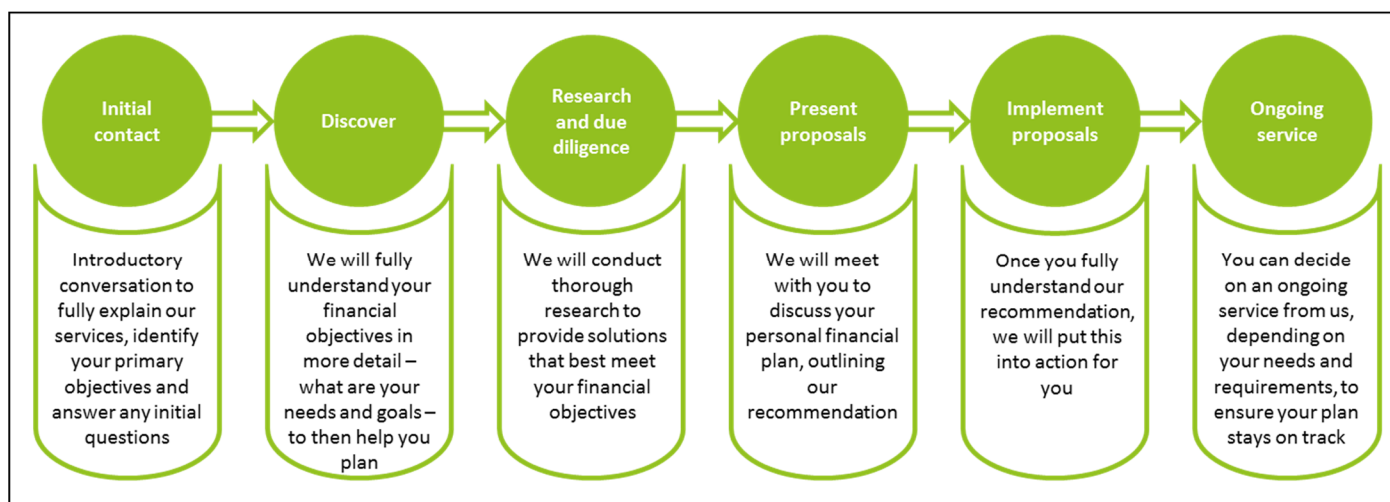 Initial
contact
Discover
Research
and due
diligence
Present
proposals
Implement
proposals
Ongoing
service
Introductory
conversation to
fully explain our
services, identify
your primary
objectives and
answer any initial
questions
We will fully
understand your
financial
objectives in
more detail –
what are your
needs and goals –
to then help you
plan
We will conduct
thorough
research to
provide solutions
that best meet
your financial
objectives
We will meet
with you to
discuss your
personal financial
plan, outlining
our
recommendation
Once you fully
understand our
recommendation,
we will put this
into action for
you
You can decide
on an ongoing
service from us,
depending on
your needs and
requirements, to
ensure your plan
stays on track